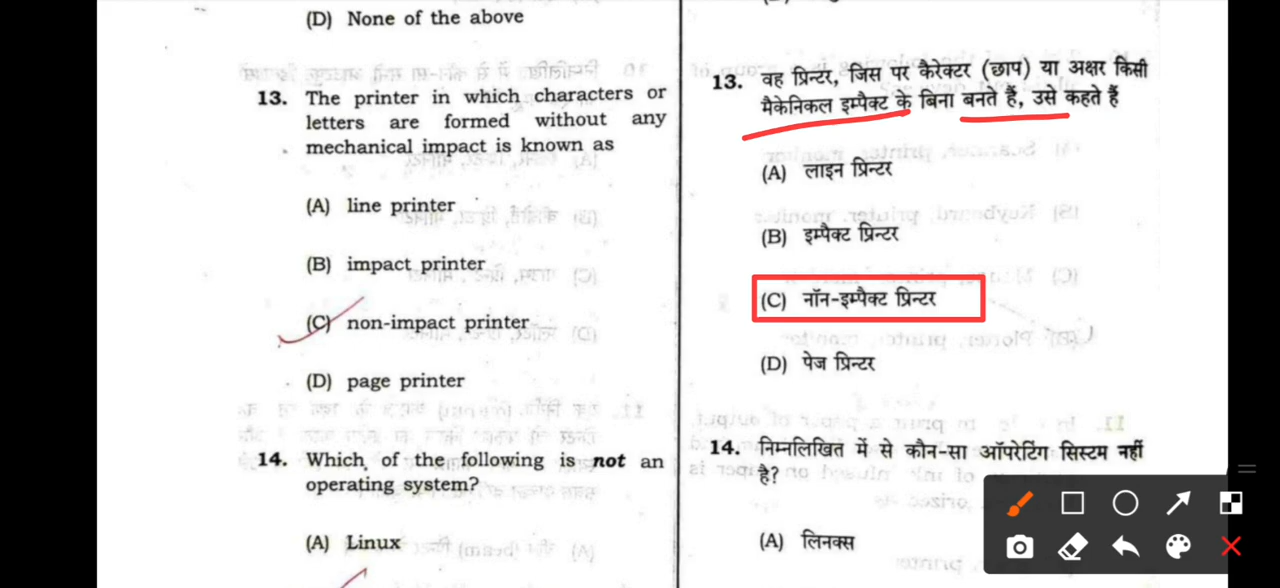 (D) None of the above
13. The printer in which characters or
letters are formed without any
mechanical impact is known as
(A) line printer
(B) impact printer
(C) non-impact printer
(D) page printer
14. Which of the following is not an
operating system?
(A) Linux
13. वह प्रिन्टर, जिस पर कैरेक्टर (छाप) या अक्षर किसी
मैकेनिकल इम्पैक्ट के बिना बनते हैं, उसे कहते हैं
(A) लाइन प्रिन्टर
(B) इम्पैक्ट प्रिन्टर
(C) नॉन-इम्पैक्ट प्रिन्टर
(D) पेज प्रिन्टर
14. निम्नलिखित में से कौन-सा ऑपरेटिंग सिस्टम नहीं
है?
(A) लिनक्स